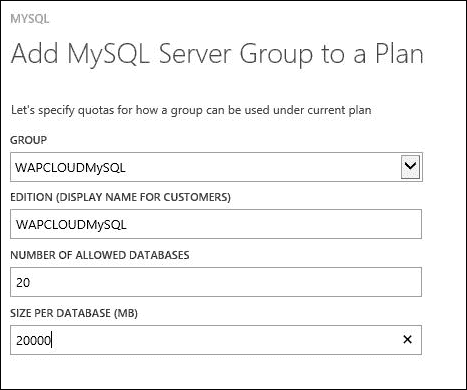 MYSQL
Add MySQL Server Group to a Plan
Let's specify quotas for how a group can be used under current plan
GROUP
WAPCLOUDMySQL
EDITION (DISPLAY NAME FOR CUSTOMERS)
WAPCLOUDMySQL
NUMBER OF ALLOWED DATABASES
20
SIZE PER DATABASE (MB)
20000